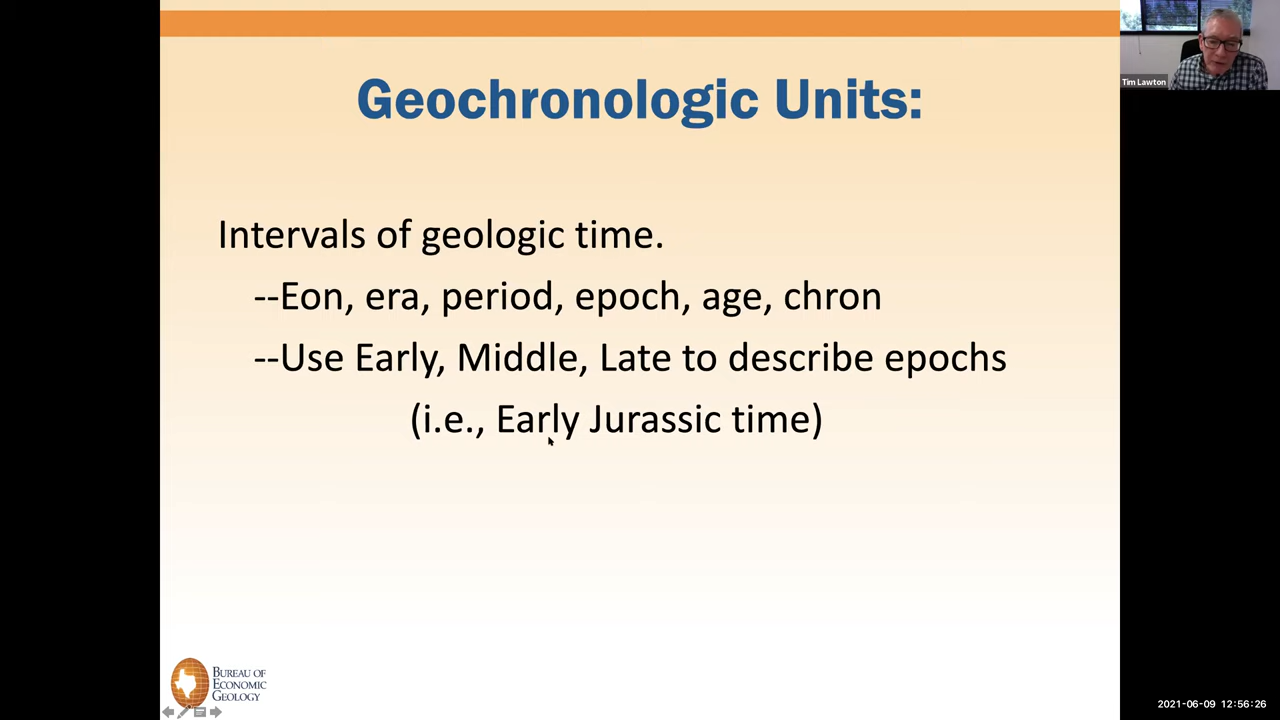 Geochronologic Units:
Tim Lawton
Intervals of geologic time.
--Eon, era, period, epoch, age, chron
--Use Early, Middle, Late to describe epochs
(i.e., Early Jurassic time)
BUREAU OF
ECONOMIC
GEOLOGY
2021-06-09 12:56:26